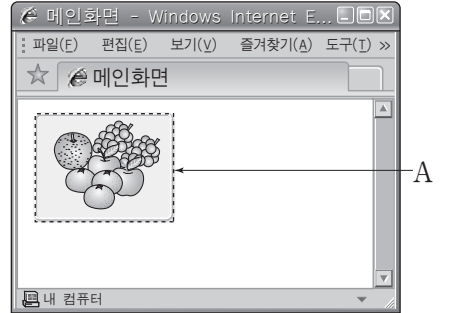 메인화면 - Windows Internet E...
파일(F) 편집(E) 보기(V) 즐겨찾기(A) 도구(T) »
메인화면
A
내 컴퓨터